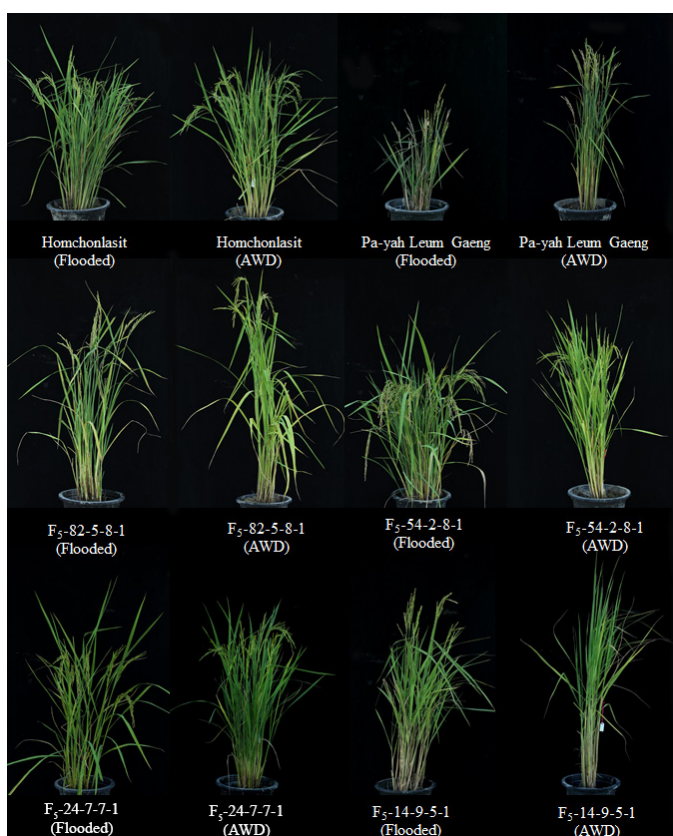 Homchonlasit
(Flooded)
Homchonlasit
(AWD)
Pa-yah Leum Gaeng
(Flooded)
Pa-yah Leum Gaeng
(AWD)
F₅-82-5-8-1
(Flooded)
F₅-82-5-8-1
(AWD)
F₅-54-2-8-1
(Flooded)
F₅-54-2-8-1
(AWD)
F₅-24-7-7-1
(Flooded)
F₅-24-7-7-1
(AWD)
F₅-14-9-5-1
(Flooded)
F₅-14-9-5-1
(AWD)